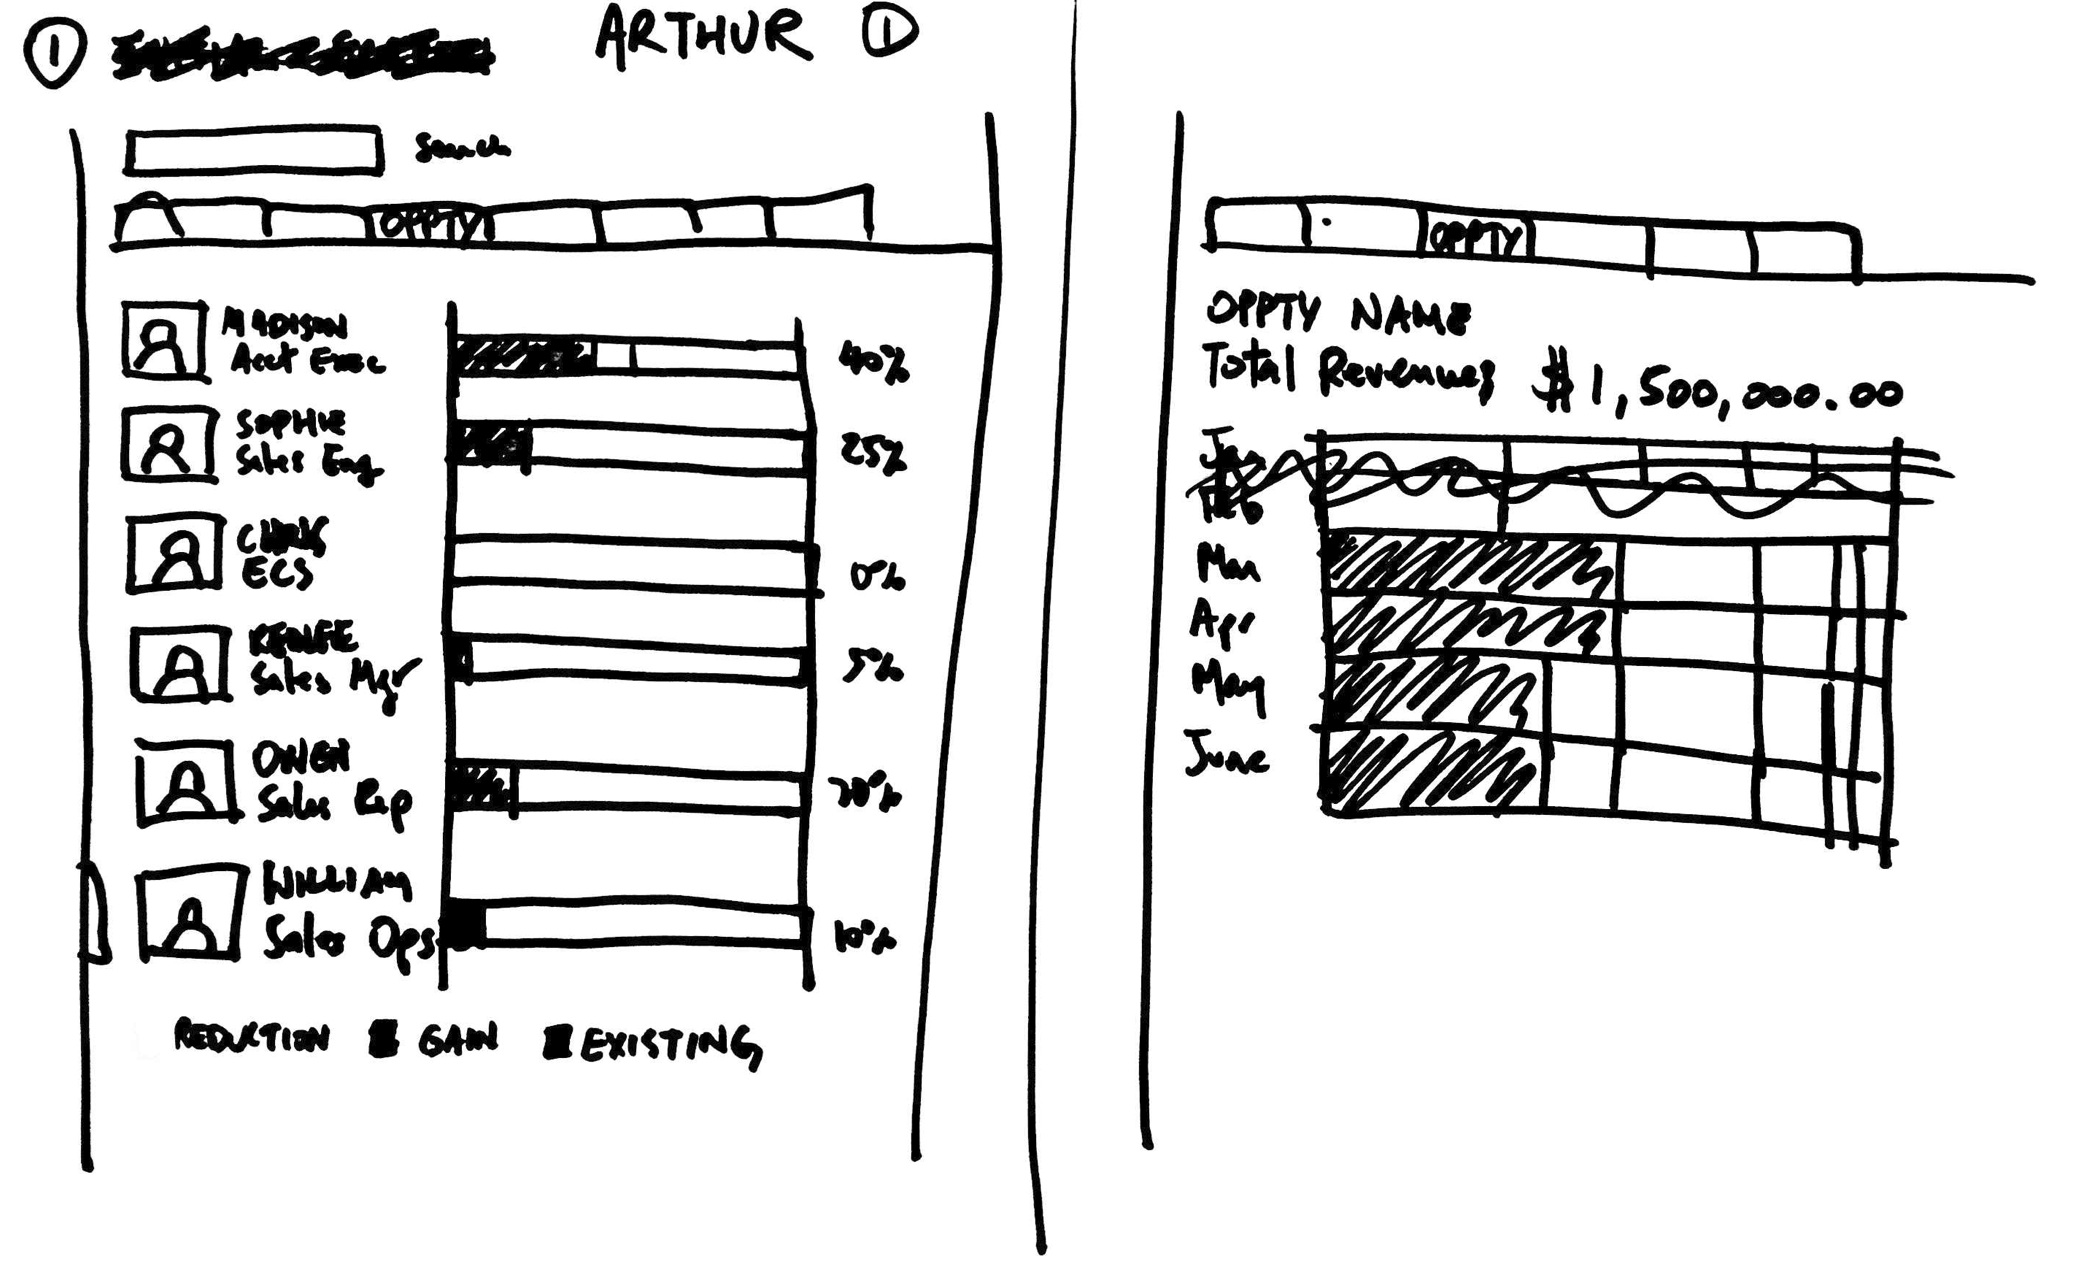 1 ARTHUR 1
Search
OPPTY
MADISON
Acct Exec
40%
SOPHIE
Sales Eng
25%
CHRIS
ECS
0%
RENEE
Sales Mgr
5%
OWEN
Sales Rep
20%
WILLIAM
Sales Ops
10%
REDUCTION GAIN EXISTING
OPPTY
OPPTY NAME
Total Revenues $1,500,000.00
Jan
Feb
Mar
Apr
May
June